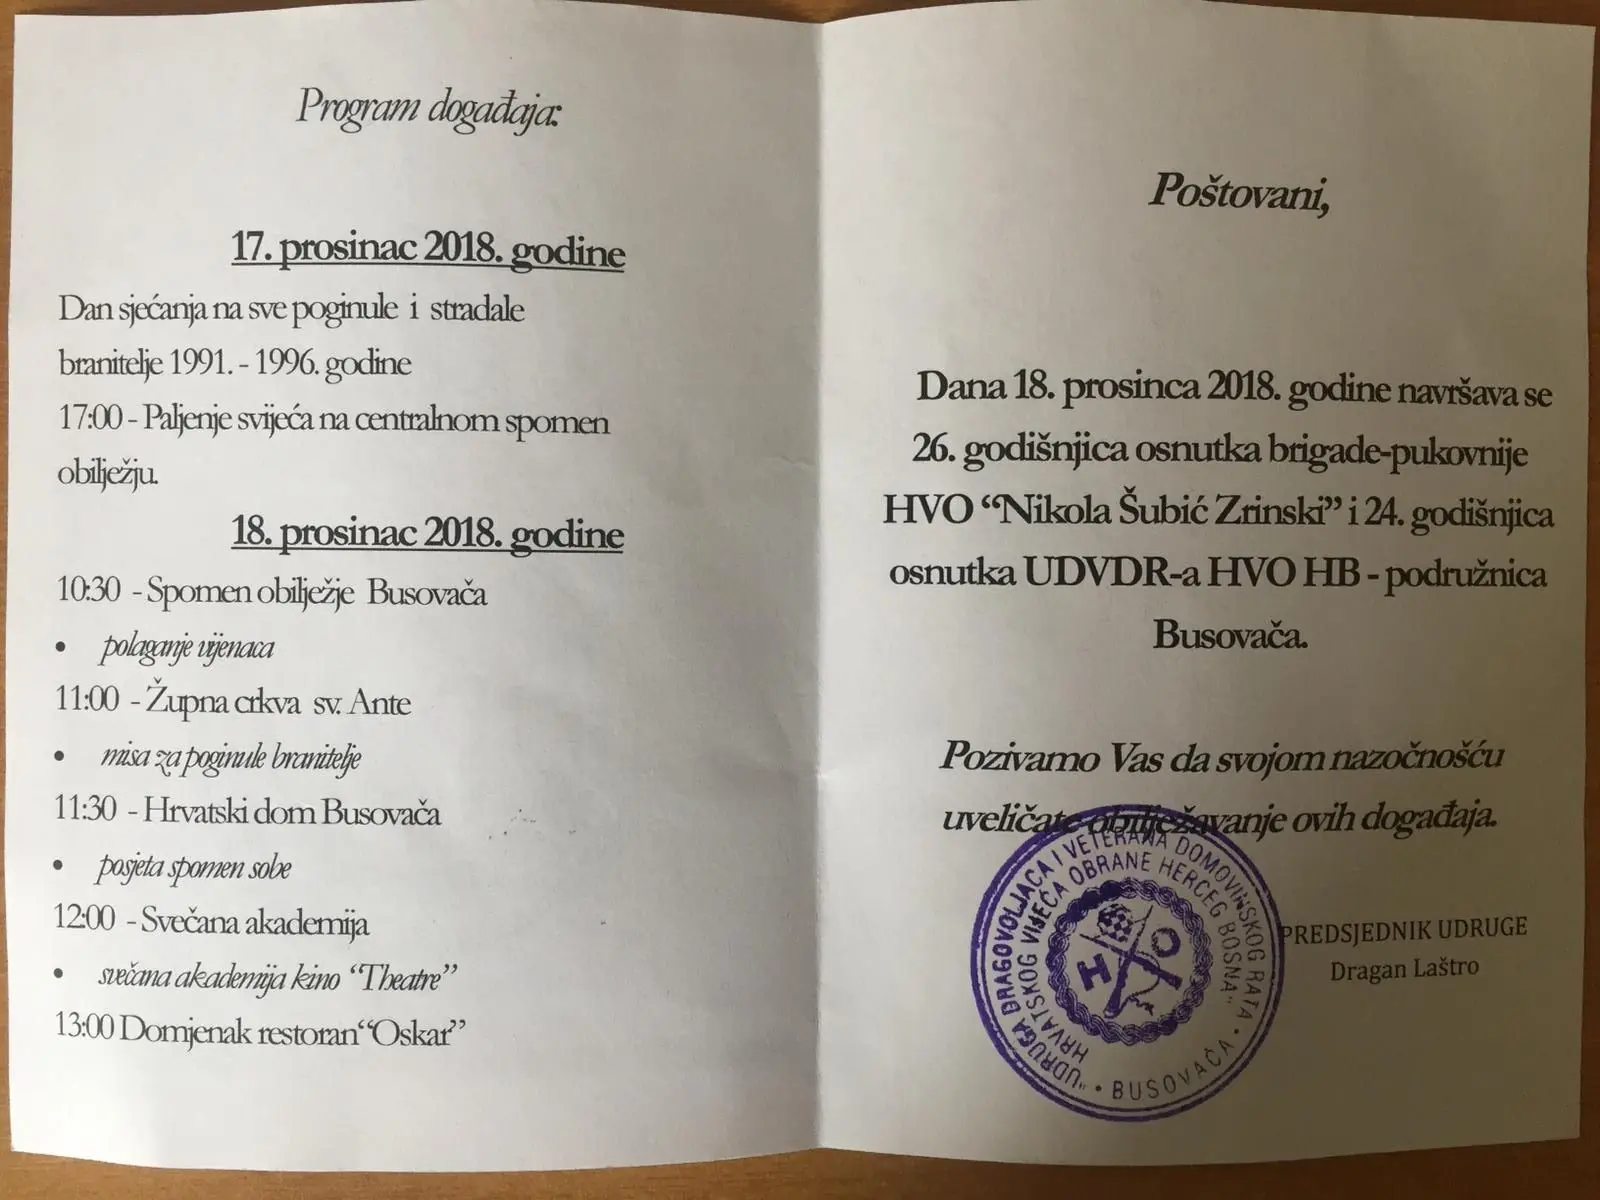 Program događaja:
17. prosinac 2018. godine
Dan sjećanja na sve poginule i stradale
branitelje 1991. - 1996. godine
17:00 - Paljenje svijeća na centralnom spomen
obilježju.
18. prosinac 2018. godine
10:30 - Spomen obilježje Busovača
• polaganje vijenaca
11:00 - Župna crkva sv. Ante
• misa za poginule branitelje
11:30 - Hrvatski dom Busovača
• posjeta spomen sobe
12:00 - Svečana akademija
• svečana akademija kino “Theatre”
13:00 Domjenak restoran“Oskar”
Poštovani,
Dana 18. prosinca 2018. godine navršava se
26. godišnjica osnutka brigade-pukovnije
HVO “Nikola Šubić Zrinski” i 24. godišnjica
osnutka UDVDR-a HVO HB - podružnica
Busovača.
Pozivamo Vas da svojom nazočnošću
uveličate obilježavanje ovih događaja.
PREDSJEDNIK UDRUGE
Dragan Laštro
"UDRUGA DRAGOVOLJACA I VETERANA DOMOVINSKOG RATA
HRVATSKOG VIJEĆA OBRANE HERCEG BOSNA"
• BUSOVAČA •
H O